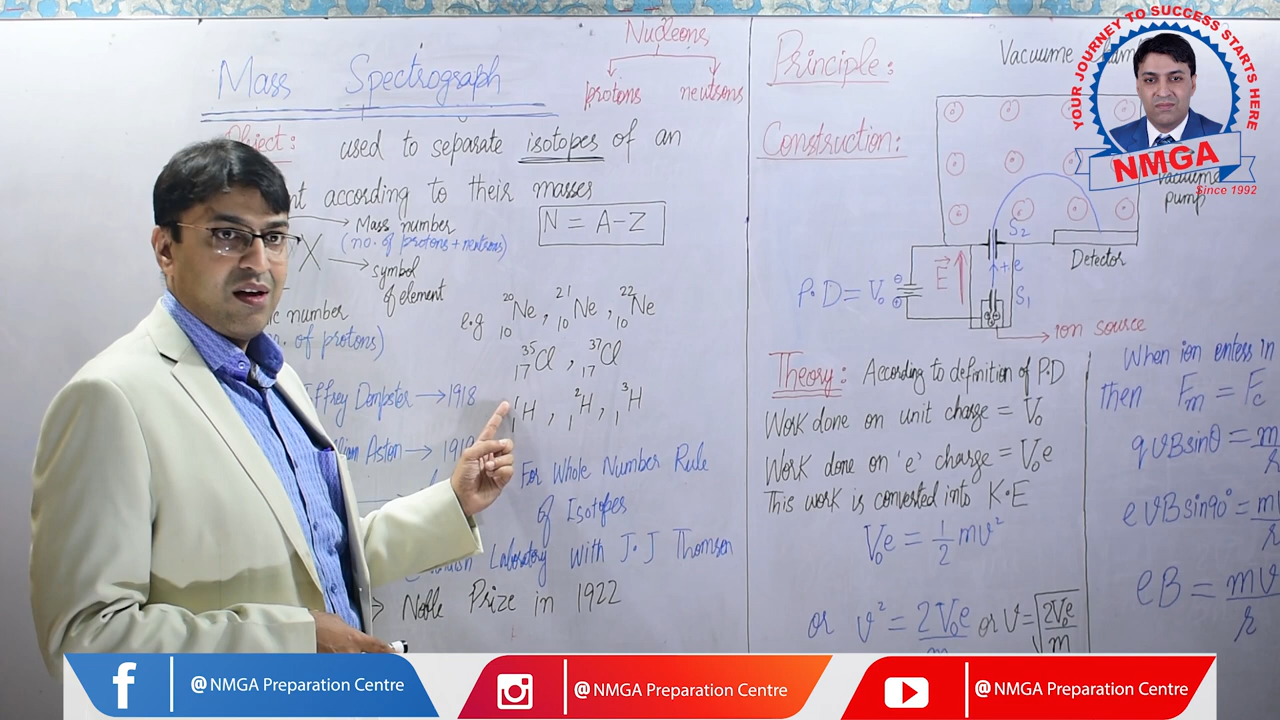 Mass Spectrograph
Object: used to separate isotopes of an
nt according to their masses
Mass number
(no. of protons + neutrons)
X
symbol
of element
ic number
of protons)
N = A-Z
e.g ²⁰₁₀Ne, ²¹₁₀Ne, ²²₁₀Ne
³⁵₁₇Cl, ³⁷₁₇Cl
¹₁H, ²₁H, ³₁H
ffrey Dempster → 1918
liam Aston → 1919
For Whole Number Rule
of Isotopes
Laboratory with J.J Thomson
Noble Prize in 1922
Nucleons
protons neutrons
Principle:
Construction:
Vacuume
Vacuume
pump
S₂
Detector
+e
S₁
E
P.D = V₀
ion source
Theory: According to definition of P.D
Work done on unit charge = V₀
Work done on 'e' charge = V₀e
This work is converted into K.E
V₀e = 1/2 mv²
or v² = 2V₀e/m or v = √2V₀e/m
When ion enters in
then Fm = Fc
qvBsinθ = m
evBsin90° = m
eB = mv/r
YOUR JOURNEY TO SUCCESS STARTS HERE
NMGA
Since 1992
@NMGA Preparation Centre
@NMGA Preparation Centre
@NMGA Preparation Centre